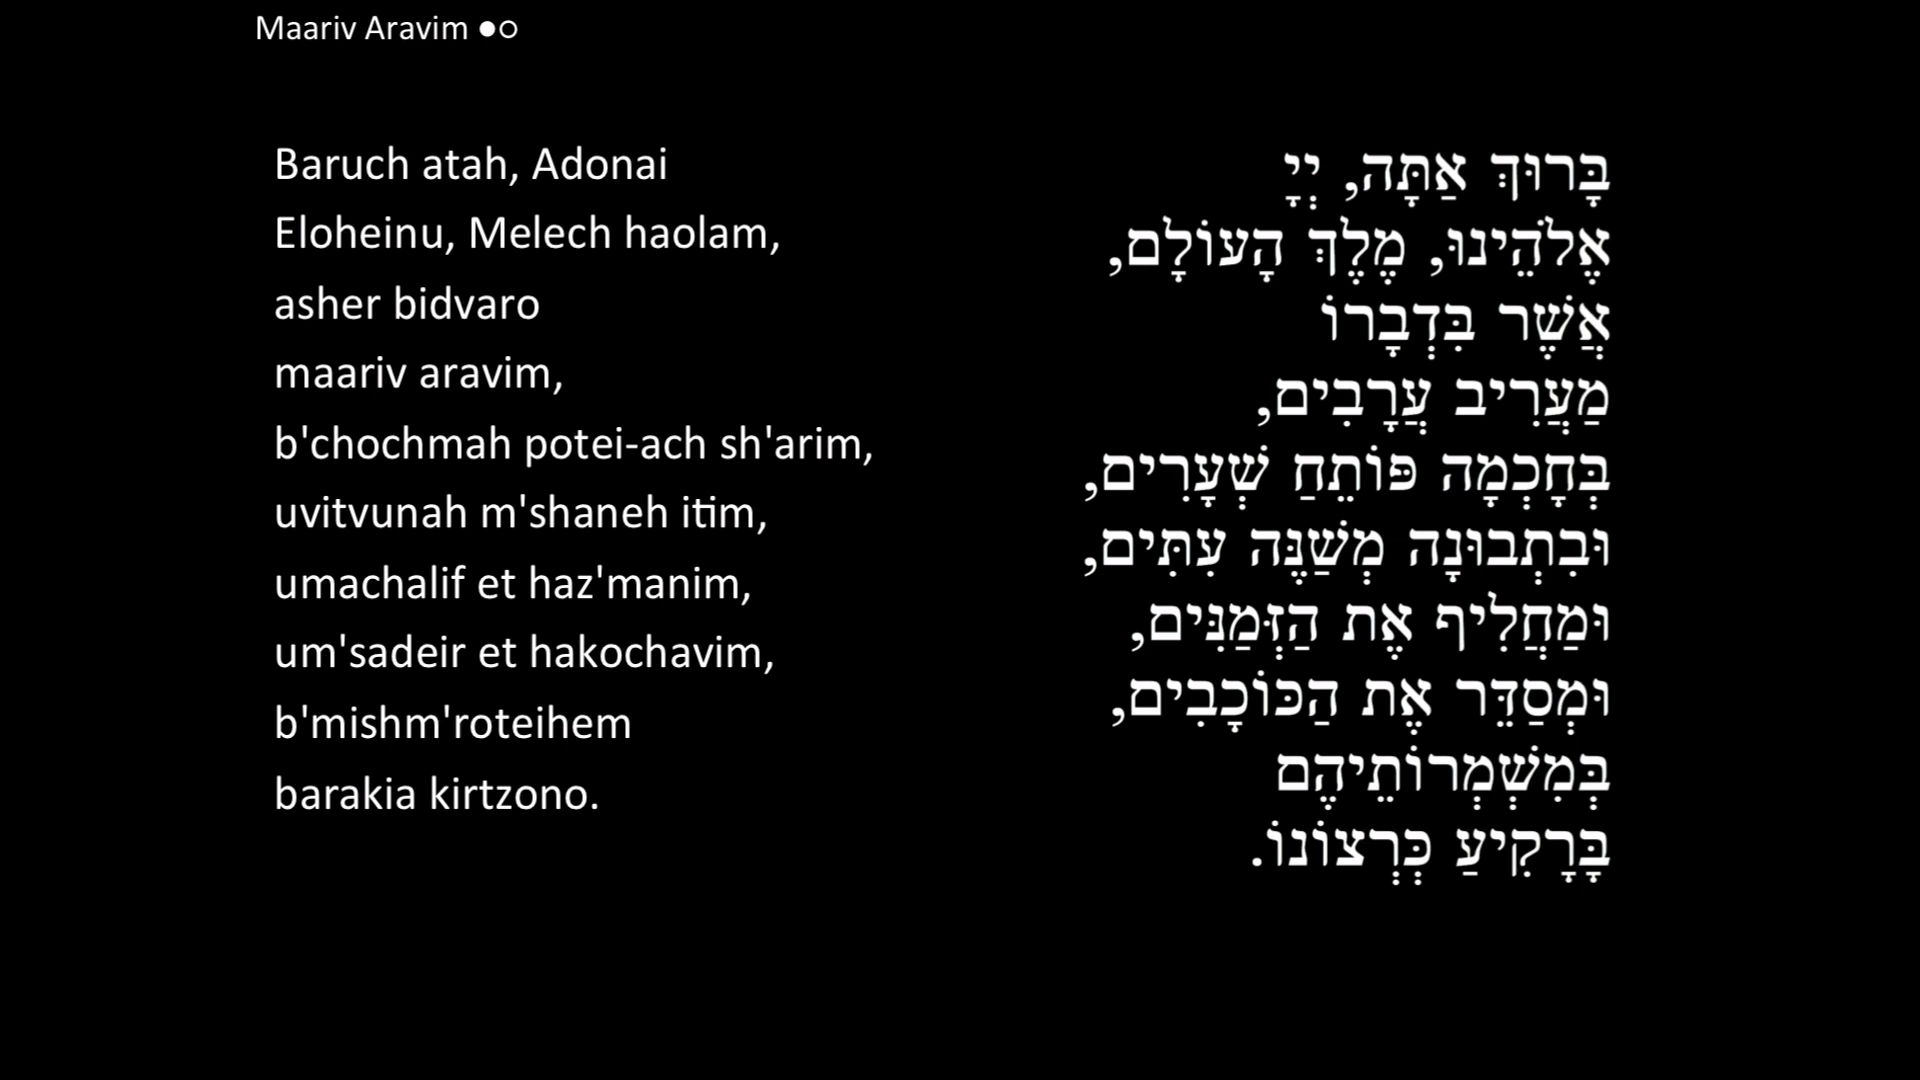 Maariv Aravim ●○
Baruch atah, Adonai
Eloheinu, Melech haolam,
asher bidvaro
maariv aravim,
b'chochmah potei-ach sh'arim,
uvitvunah m'shaneh itim,
umachalif et haz'manim,
um'sadeir et hakochavim,
b'mishm'roteihem
barakia kirtzono.
בָּרוּךְ אַתָּה, יְיָ
אֱלֹהֵינוּ, מֶלֶךְ הָעוֹלָם,
אֲשֶׁר בִּדְבָרוֹ
מַעֲרִיב עֲרָבִים,
בְּחָכְמָה פּוֹתֵחַ שְׁעָרִים,
וּבִתְבוּנָה מְשַׁנֶּה עִתִּים,
וּמַחֲלִיף אֶת הַזְּמַנִּים,
וּמְסַדֵּר אֶת הַכּוֹכָבִים,
בְּמִשְׁמְרוֹתֵיהֶם
בָּרָקִיעַ כִּרְצוֹנוֹ.